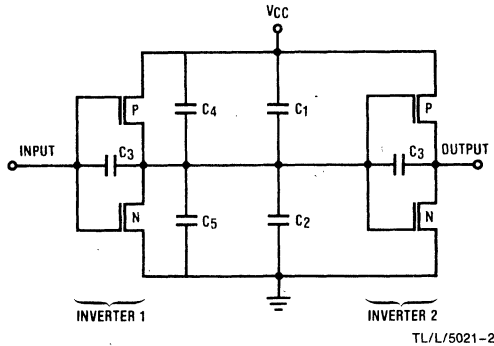 VCC
P
C4
C1
P
INPUT
C3
C3
OUTPUT
N
C5
C2
N
INVERTER 1
INVERTER 2
TL/L/5021-2